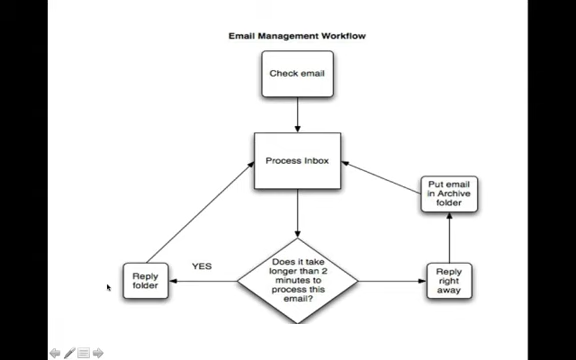 Email Management Workflow
Check email
Process Inbox
Put email
in Archive
folder
YES
Does it take
longer than 2
minutes to
process this
email?
Reply
folder
Reply
right
away